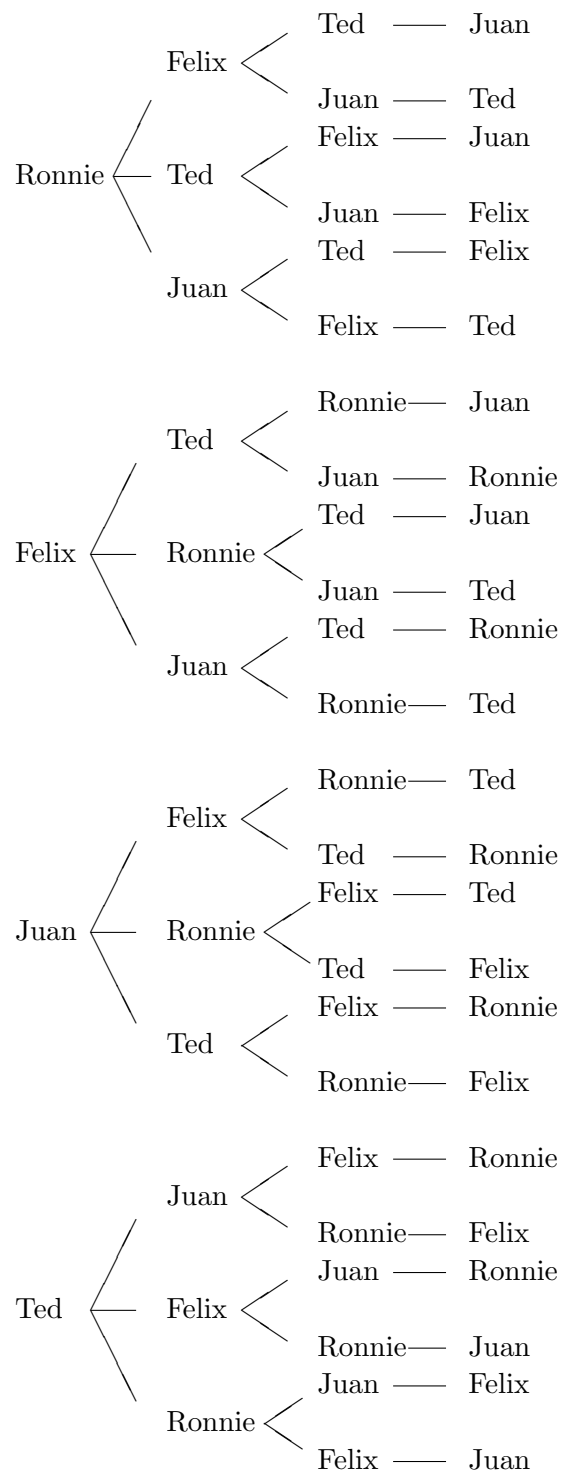 Ted Juan
Felix
Juan Ted
Felix Juan
Ronnie Ted
Juan Felix
Ted Felix
Juan
Felix Ted
Ronnie Juan
Ted
Juan Ronnie
Ted Juan
Felix Ronnie
Juan Ted
Ted Ronnie
Juan
Ronnie Ted
Ronnie Ted
Felix
Ted Ronnie
Felix Ted
Juan Ronnie
Ted Felix
Felix Ronnie
Ted
Ronnie Felix
Felix Ronnie
Juan
Ronnie Felix
Juan Ronnie
Ted Felix
Ronnie Juan
Juan Felix
Ronnie
Felix Juan